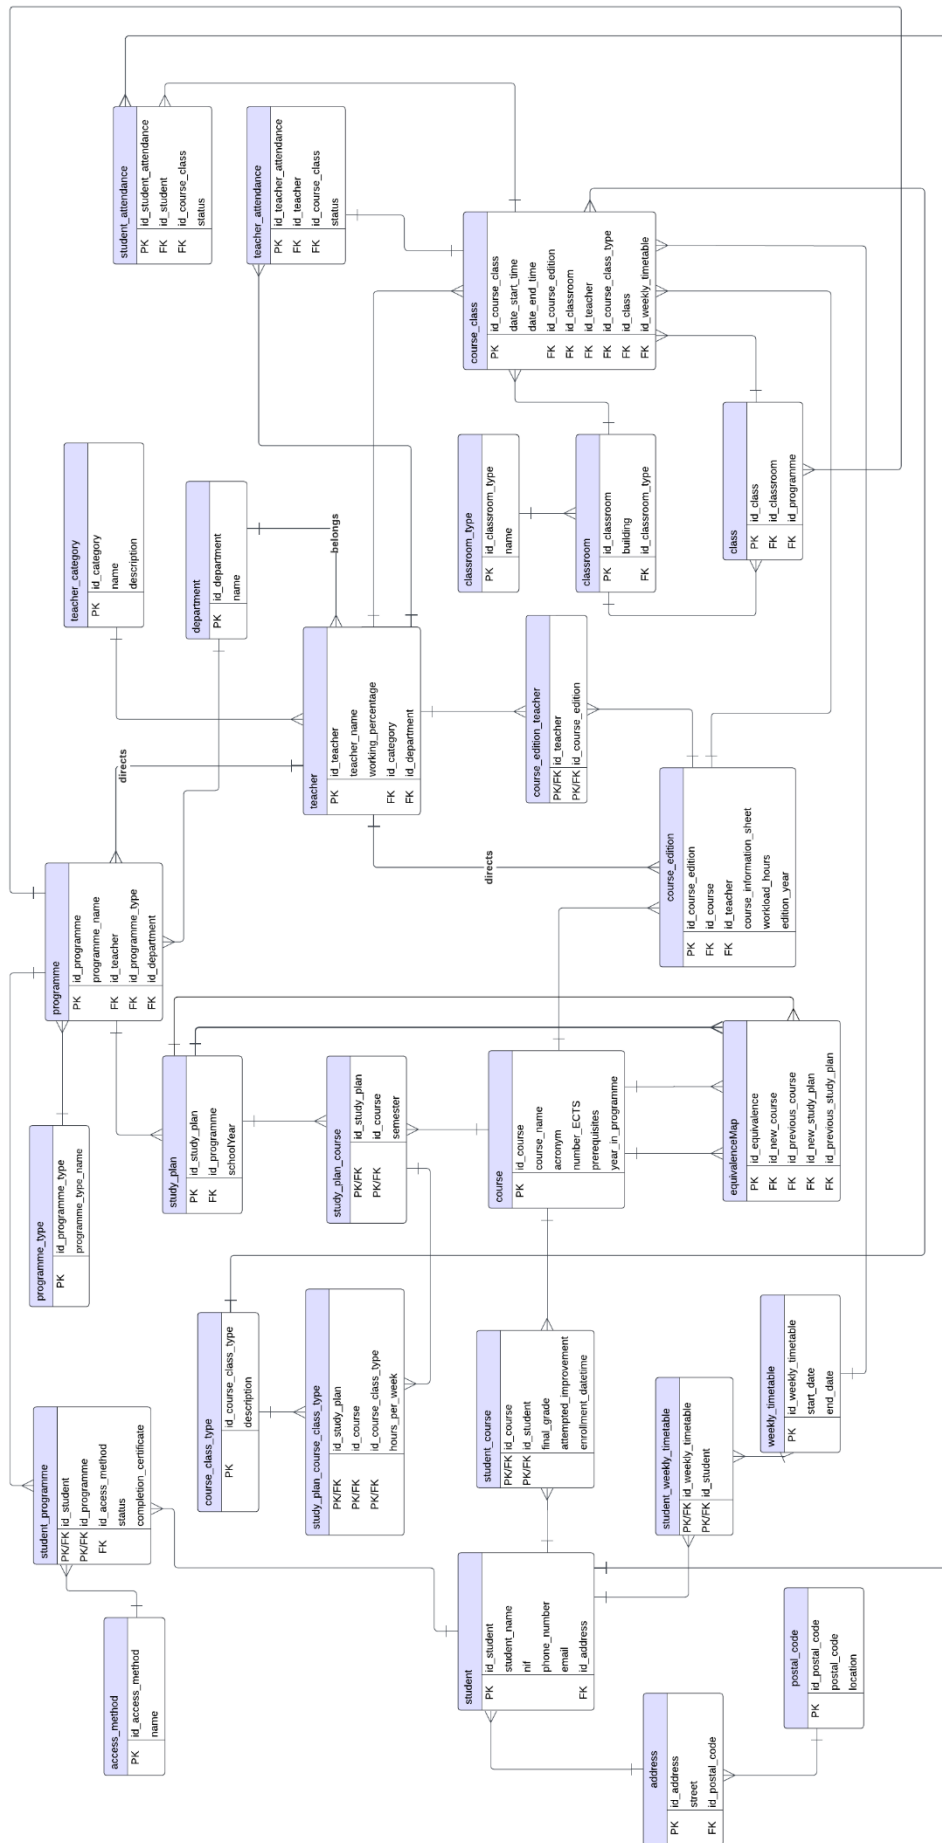 student_attendance
PK id_student_attendance
FK id_student
FK id_course_class
status
teacher_attendance
PK id_teacher_attendance
FK id_teacher
FK id_course_class
status
course_class
PK id_course_class
date_start_time
date_end_time
FK id_course_edition
FK id_classroom
FK id_teacher
FK id_course_class_type
FK id_class
FK id_weekly_timetable
teacher_category
PK id_category
name
description
department
PK id_department
name
belongs
classroom_type
PK id_classroom_type
name
classroom
PK id_classroom
building
FK id_classroom_type
class
PK id_class
FK id_classroom
FK id_programme
directs
teacher
PK id_teacher
teacher_name
working_percentage
FK id_category
FK id_department
course_edition_teacher
PK/FK id_teacher
PK/FK id_course_edition
directs
programme
PK id_programme
programme_name
FK id_teacher
FK id_programme_type
FK id_department
course_edition
PK id_course_edition
FK id_course
FK id_teacher
course_information_sheet
workload_hours
edition_year
programme_type
PK id_programme_type
programme_type_name
study_plan
PK id_study_plan
FK id_programme
schoolYear
study_plan_course
PK/FK id_study_plan
PK/FK id_course
semester
course
PK id_course
course_name
acronym
number_ECTS
prerequisites
year_in_programme
equivalenceMap
PK id_equivalence
FK id_new_course
FK id_previous_course
FK id_new_study_plan
FK id_previous_study_plan
student_programme
PK/FK id_student
PK/FK id_programme
FK id_acess_method
status
completion_certificate
course_class_type
PK id_course_class_type
description
study_plan_course_class_type
PK/FK id_study_plan
PK/FK id_course
PK/FK id_course_class_type
hours_per_week
student_course
PK/FK id_course
PK/FK id_student
final_grade
attempted_improvement
enrollment_datetime
student_weekly_timetable
PK/FK id_weekly_timetable
PK/FK id_student
weekly_timetable
PK id_weekly_timetable
start_date
end_date
access_method
PK id_access_method
name
student
PK id_student
student_name
nif
phone_number
email
FK id_address
address
PK id_address
street
FK id_postal_code
postal_code
PK id_postal_code
postal_code
location